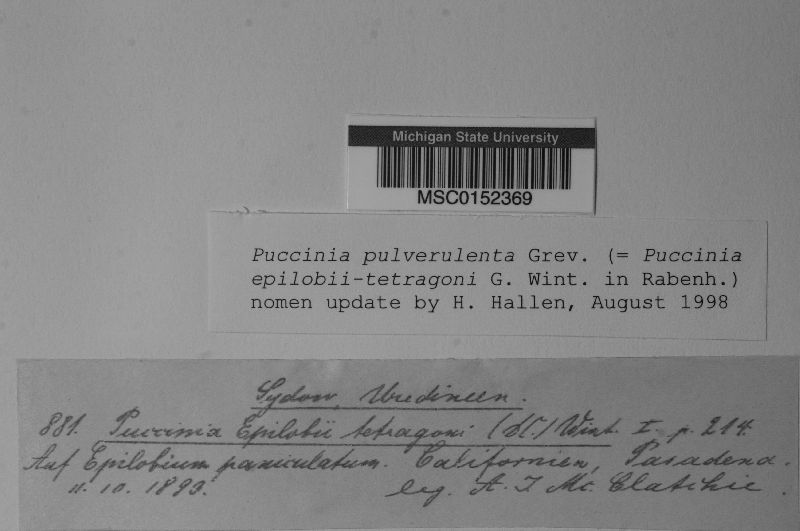 Michigan State University
MSC0152369
Puccinia pulverulenta Grev. (= Puccinia
epilobii-tetragoni G. Wint. in Rabenh.)
nomen update by H. Hallen, August 1998
Sydow, Uredineen.
881. Puccinia Epilobii tetragoni (DC.) Wint. I. p. 214.
Auf Epilobium paniculatum. Californien, Pasadena.
11. 10. 1893. leg. A. J. Mc. Clatchie.